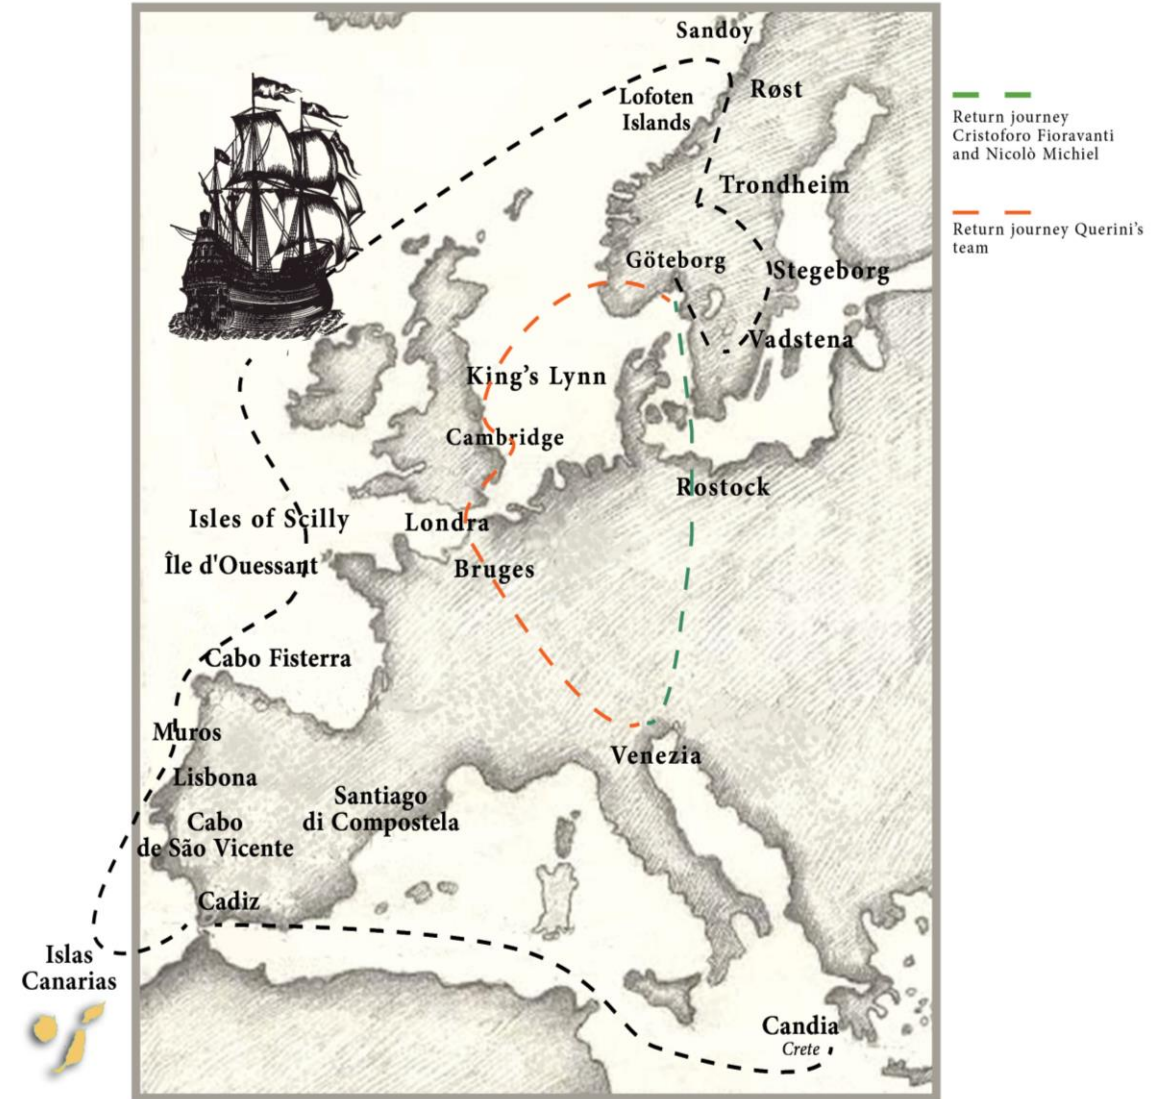 Sandoy
Røst
Lofoten
Islands
Return journey
Cristoforo Fioravanti
and Nicolò Michiel
Trondheim
Return journey Querini's
team
Göteborg
Stegeborg
Vadstena
King's Lynn
Cambridge
Rostock
Isles of Scilly
Londra
Île d'Ouessant
Bruges
Cabo Fisterra
Muros
Venezia
Lisbona
Santiago
di Compostela
Cabo
de São Vicente
Cadiz
Islas
Canarias
Candia
Crete